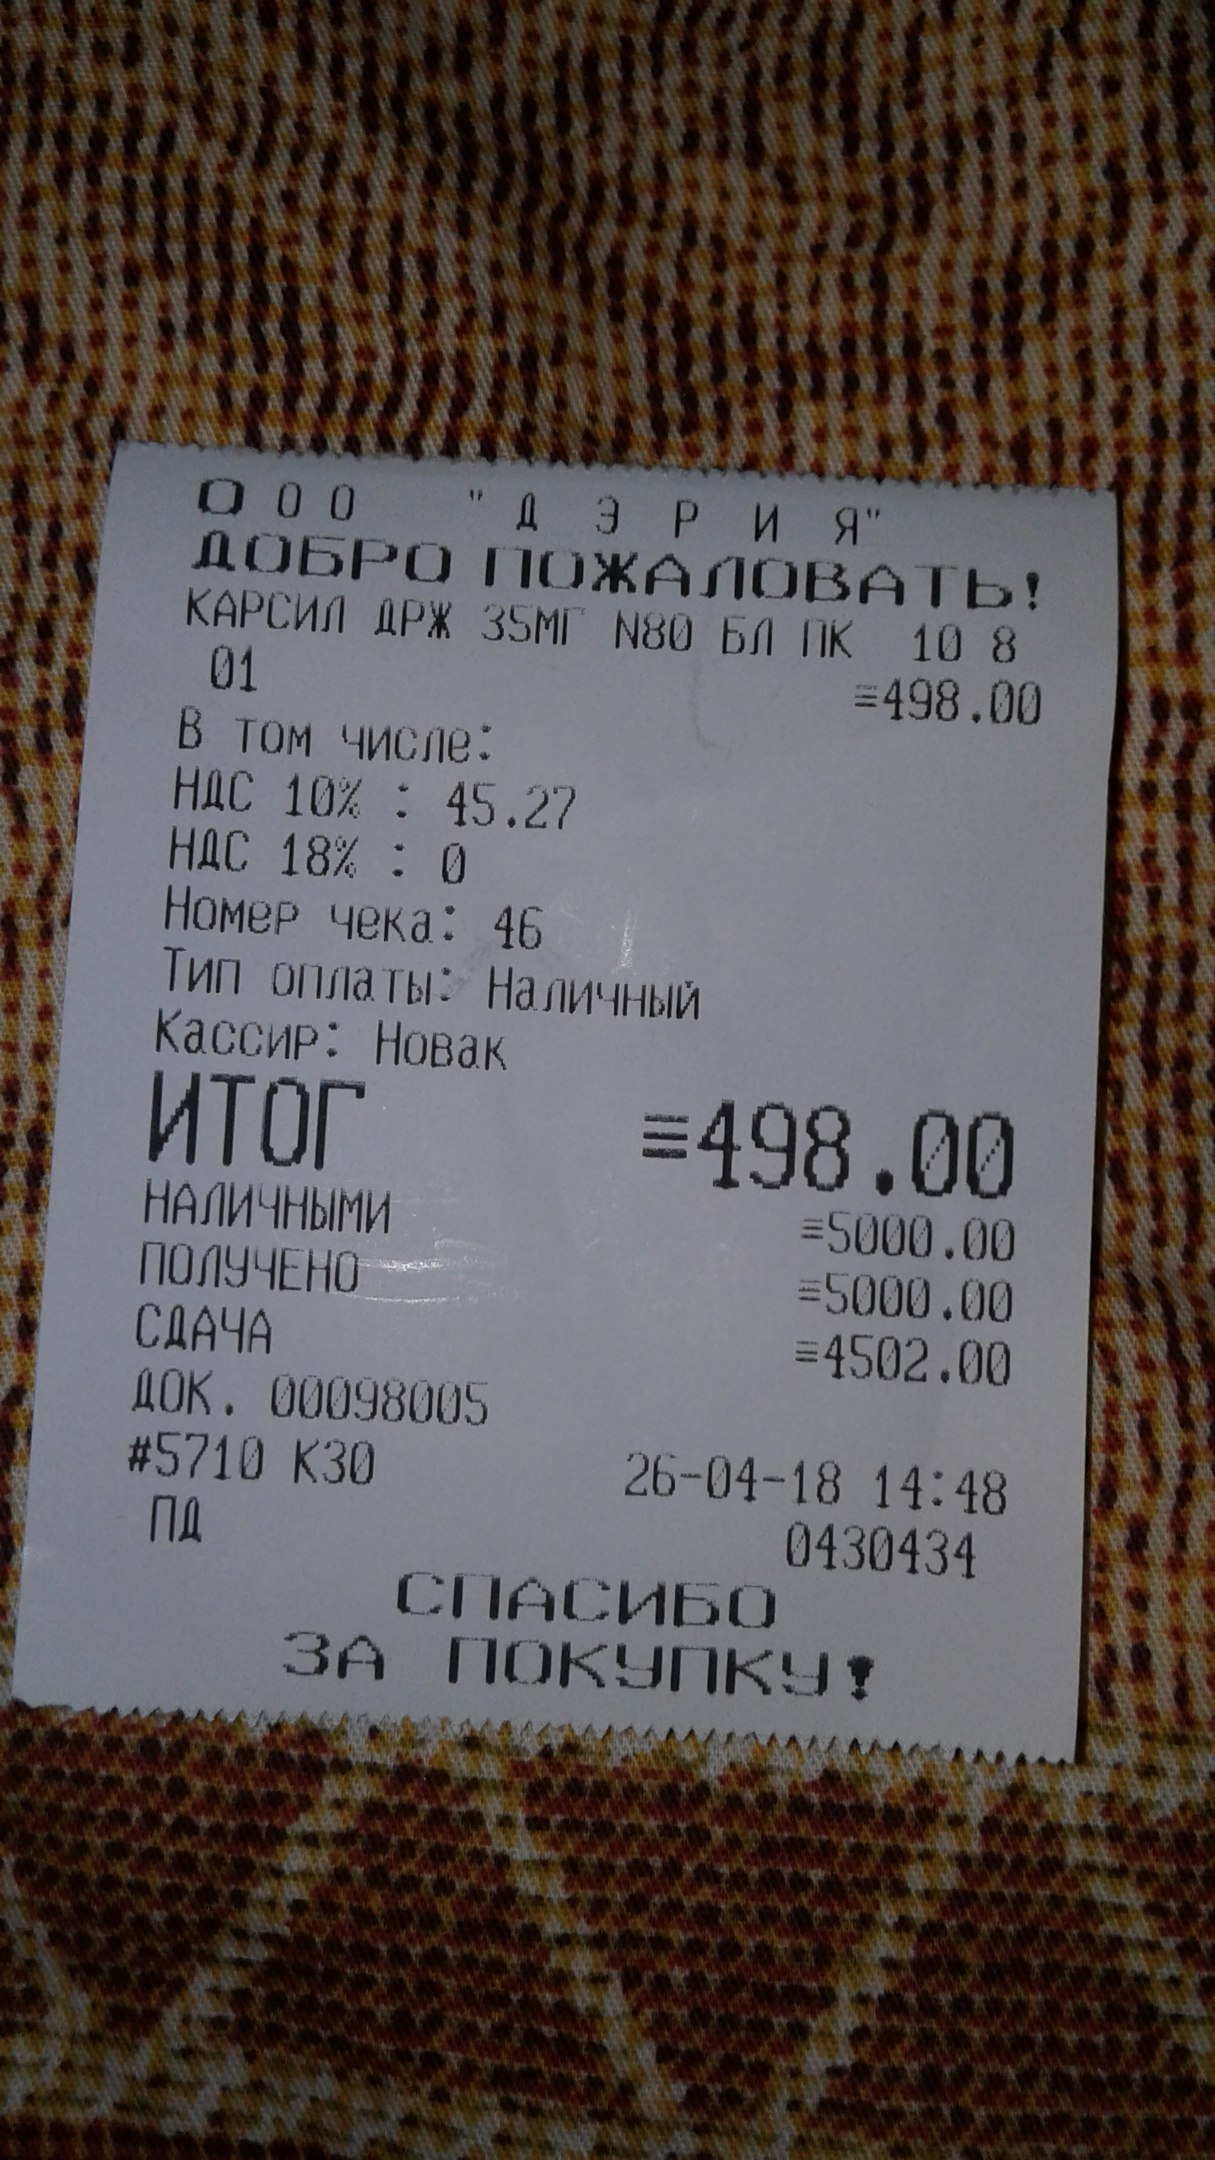 ООО "ДЭРИЯ"
ДОБРО ПОЖАЛОВАТЬ!
КАРСИЛ ДРЖ 35МГ N80 БЛ ПК 10 8
01 ≡498.00
В том числе:
НДС 10% : 45.27
НДС 18% : 0
Номер чека: 46
Тип оплаты: Наличный
Кассир: Новак
ИТОГ ≡498.00
НАЛИЧНЫМИ ≡5000.00
ПОЛУЧЕНО ≡5000.00
СДАЧА ≡4502.00
ДОК. 00098005
#5710 К30 26-04-18 14:48
ПД 0430434
СПАСИБО
ЗА ПОКУПКУ!